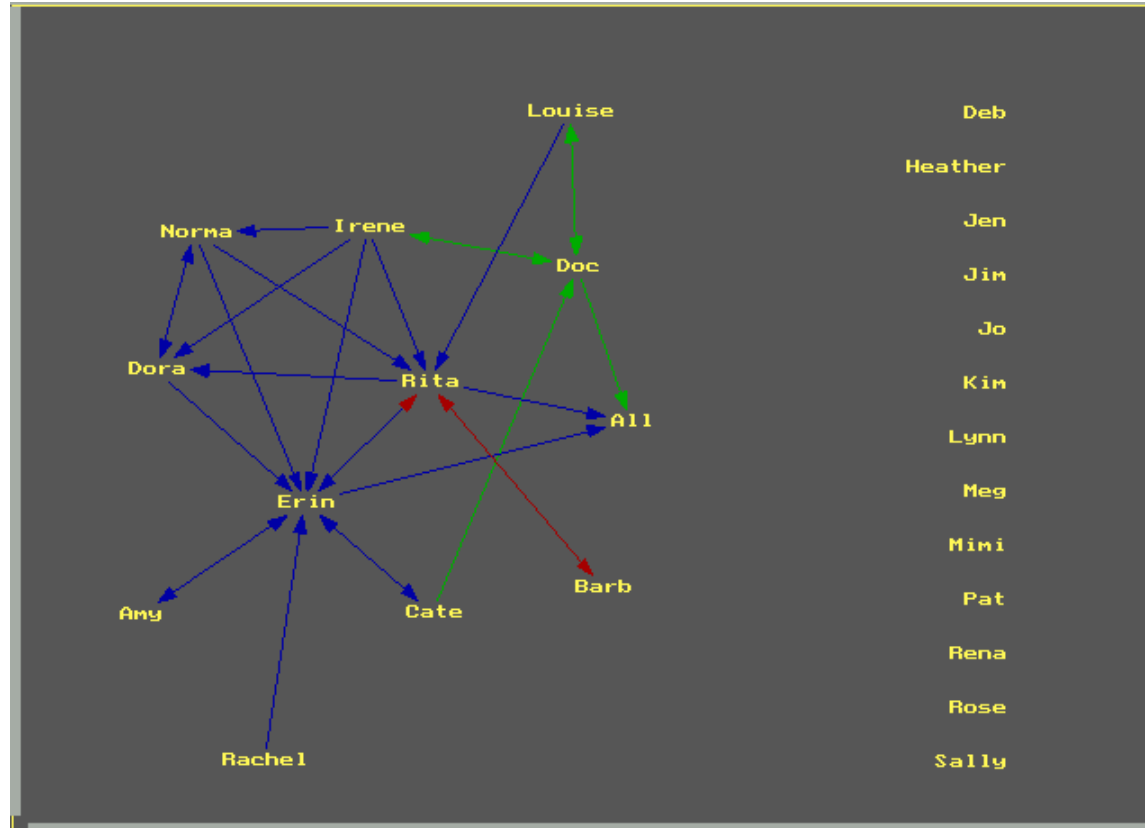 Louise
Deb
Heather
Norma
Irene
Jen
Doc
Jim
Jo
Dora
Rita
Kim
All
Lynn
Erin
Meg
Mimi
Barb
Amy
Cate
Pat
Rena
Rose
Rachel
Sally